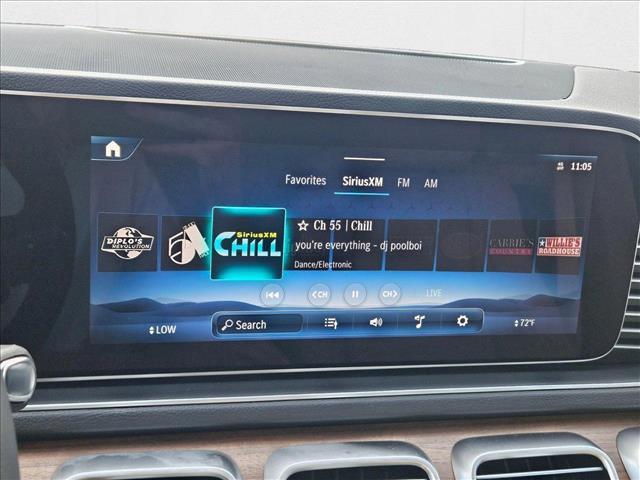 11:05
Favorites SiriusXM FM AM
DIPLO'S
REVOLUTION
SiriusXM
CHILL
☆ Ch 55 | Chill
you're everything - dj poolboi
Dance/Electronic
CARRIE'S
COUNTRY
WILLIE'S
ROADHOUSE
CH
CH
LIVE
LOW
Search
72°F